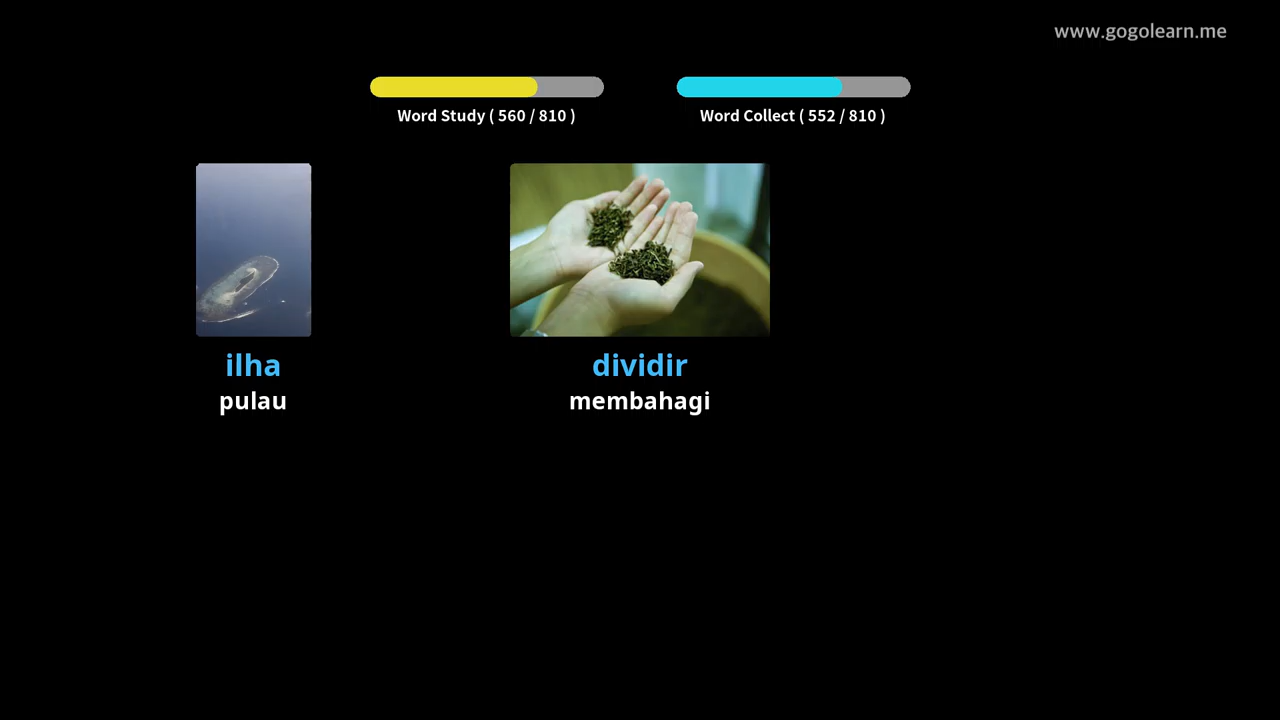 www.gogolearn.me
Word Study ( 560 / 810 )
Word Collect ( 552 / 810 )
ilha
pulau
dividir
membahagi